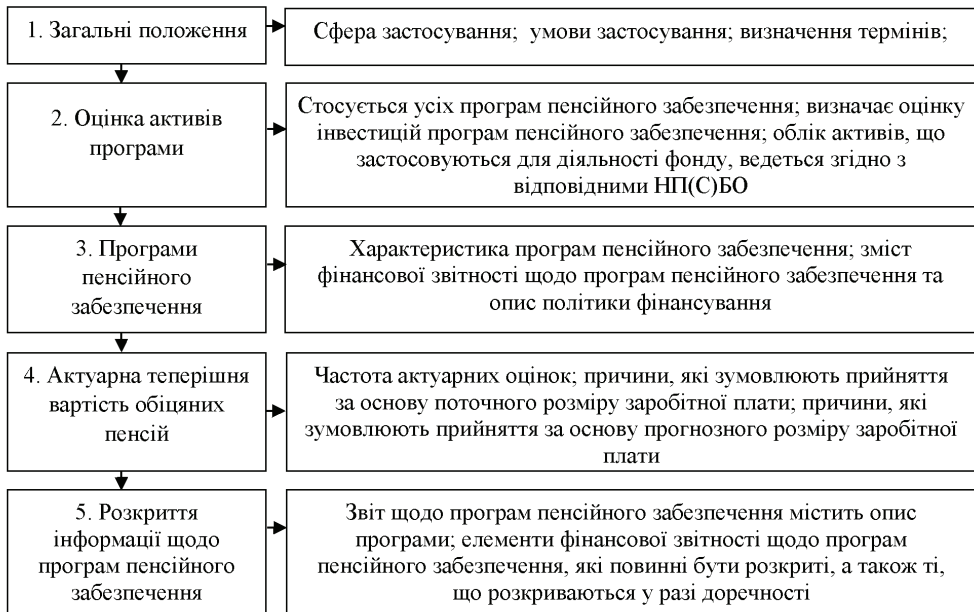 1. Загальні положення
Сфера застосування; умови застосування; визначення термінів;
2. Оцінка активів
програми
Стосується усіх програм пенсійного забезпечення; визначає оцінку
інвестицій програм пенсійного забезпечення; облік активів, що
застосовуються для діяльності фонду, ведеться згідно з
відповідними НП(С)БО
3. Програми
пенсійного
забезпечення
Характеристика програм пенсійного забезпечення; зміст
фінансової звітності щодо програм пенсійного забезпечення та
опис політики фінансування
4. Актуарна теперішня
вартість обіцяних
пенсій
Частота актуарних оцінок; причини, які зумовлюють прийняття
за основу поточного розміру заробітної плати; причини, які
зумовлюють прийняття за основу прогнозного розміру заробітної
плати
5. Розкриття
інформації щодо
програм пенсійного
забезпечення
Звіт щодо програм пенсійного забезпечення містить опис
програми; елементи фінансової звітності щодо програм
пенсійного забезпечення, які повинні бути розкриті, а також ті,
що розкриваються у разі доречності